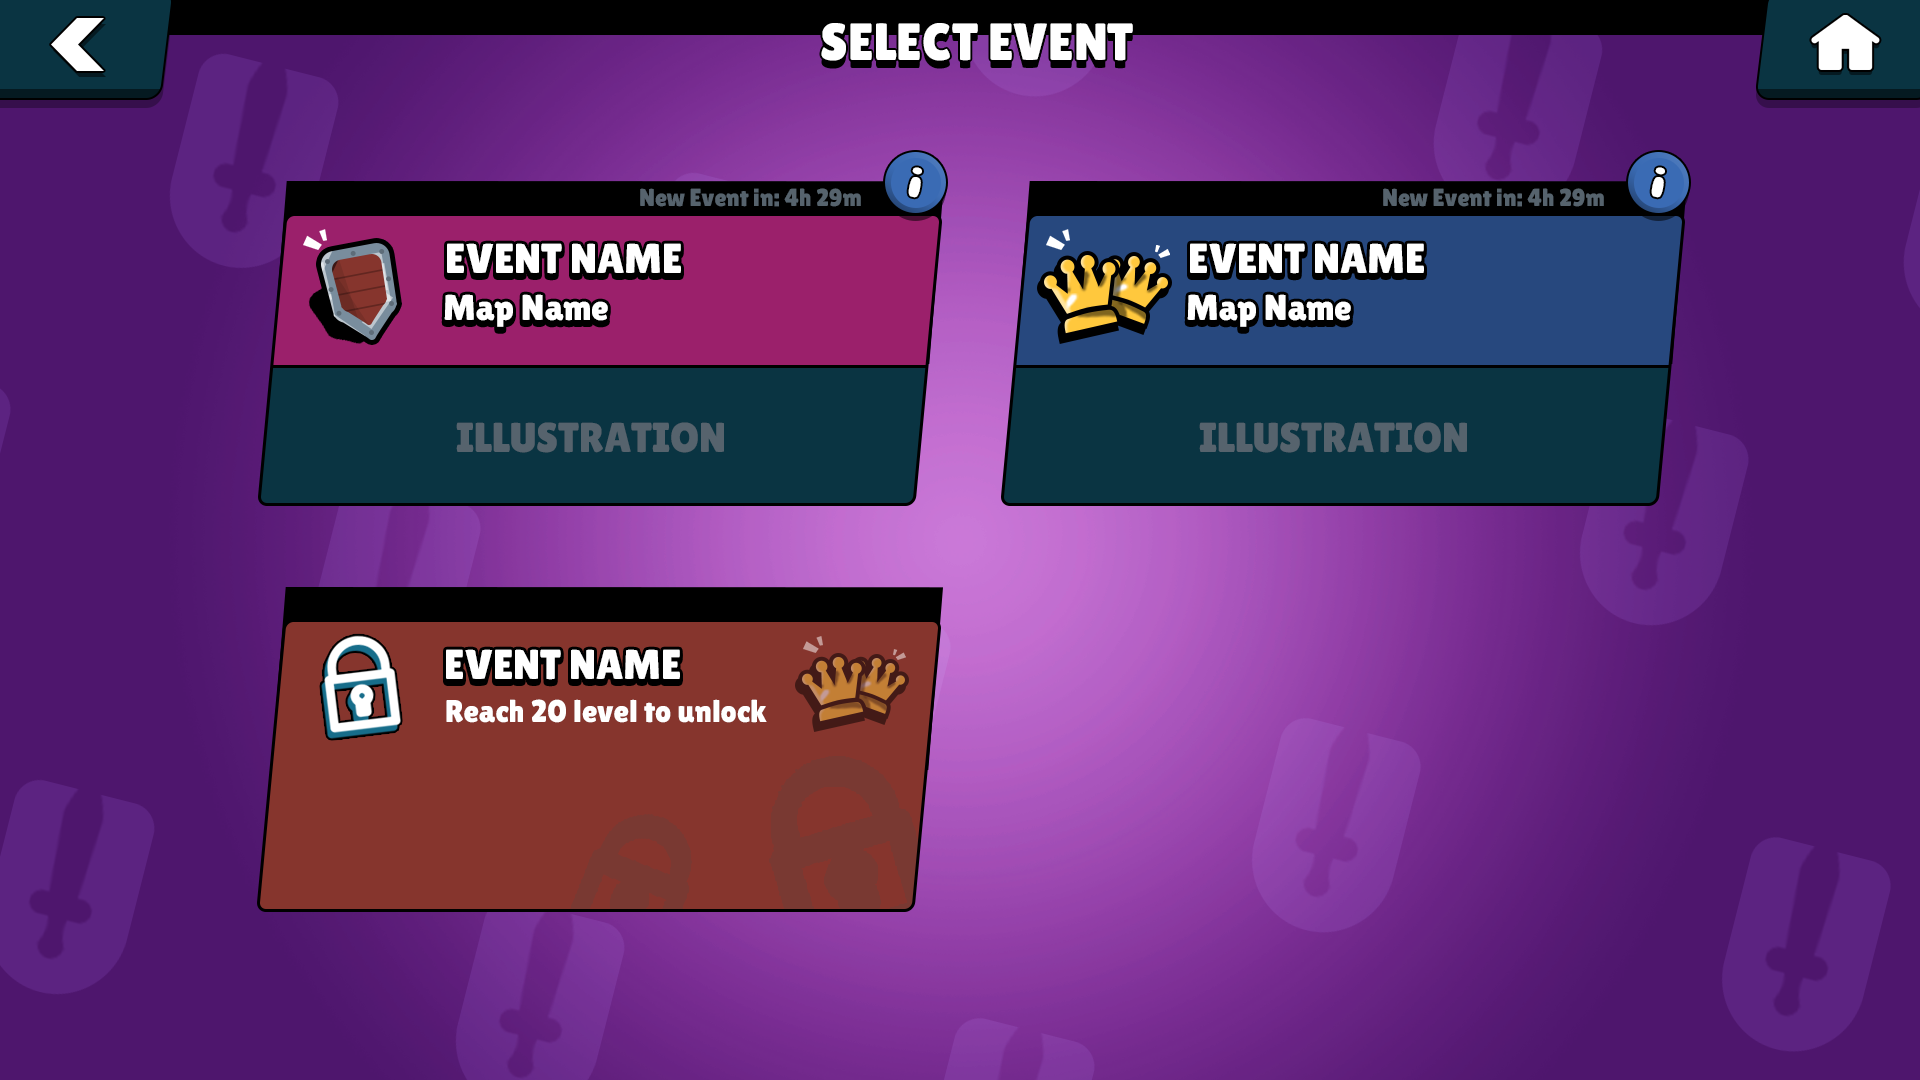 SELECT EVENT
New Event in: 4h 29m
EVENT NAME
Map Name
ILLUSTRATION
New Event in: 4h 29m
EVENT NAME
Map Name
ILLUSTRATION
EVENT NAME
Reach 20 level to unlock